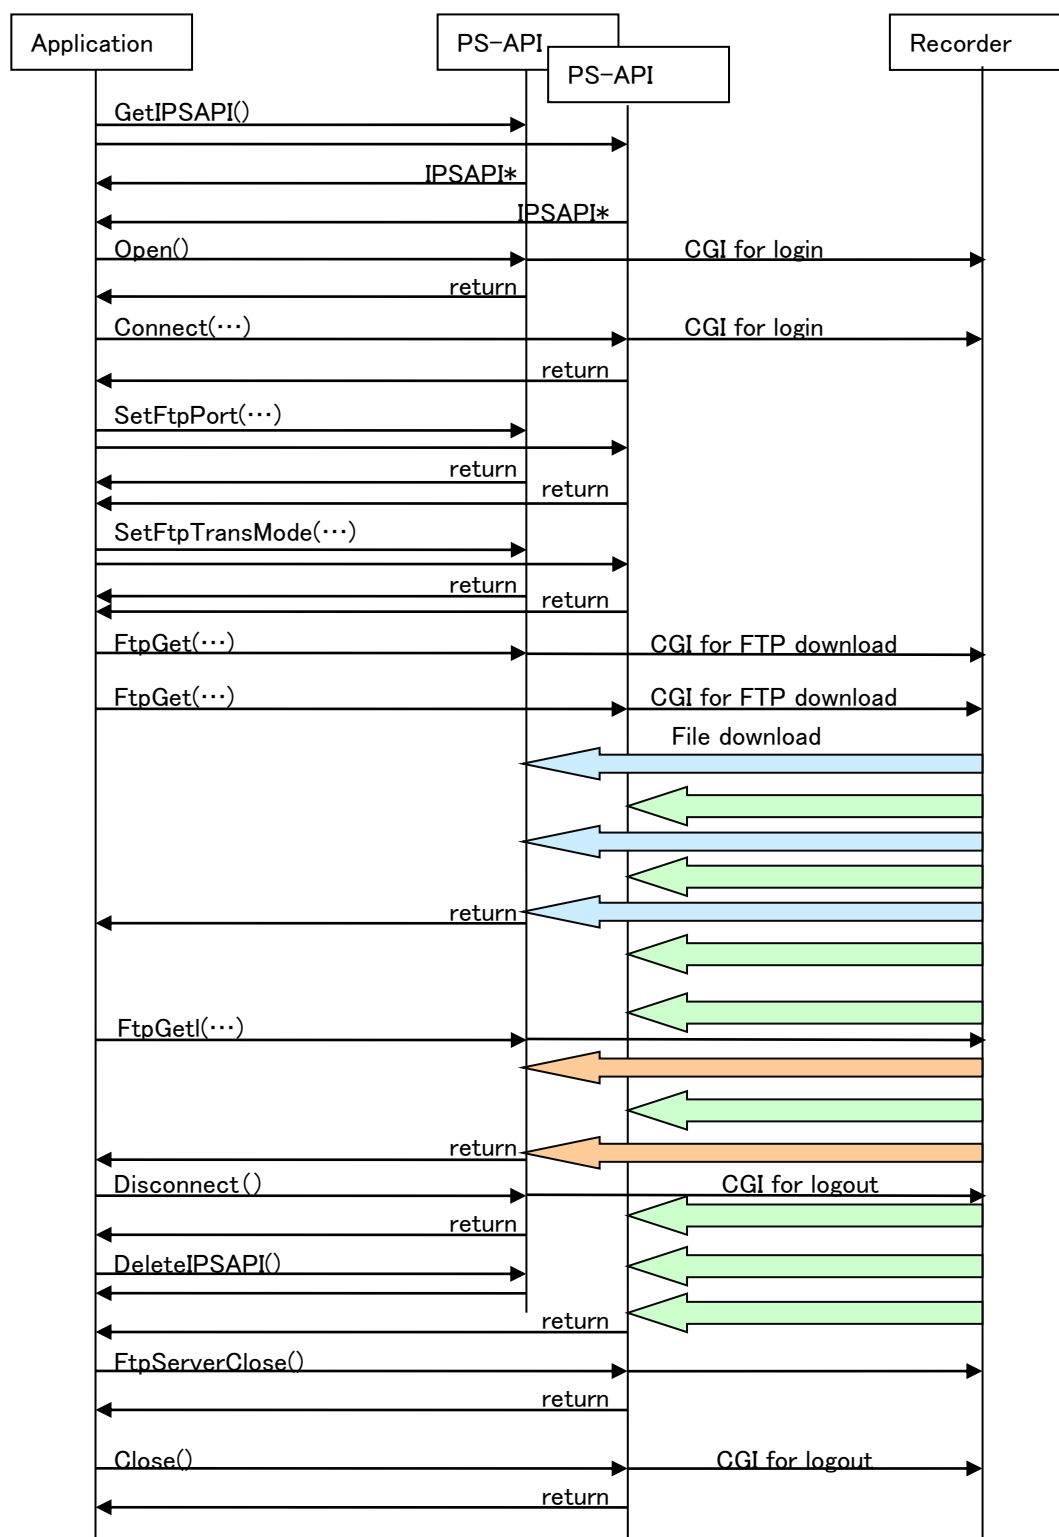 Application
PS-API
PS-API
Recorder
GetIPSAPI()
IPSAPI*
IPSAPI*
Open()
CGI for login
return
Connect(…)
CGI for login
return
SetFtpPort(…)
return
return
SetFtpTransMode(…)
return
return
FtpGet(…)
CGI for FTP download
FtpGet(…)
CGI for FTP download
File download
return
FtpGetl(…)
return
Disconnect()
CGI for logout
return
DeleteIPSAPI()
return
FtpServerClose()
return
Close()
CGI for logout
return